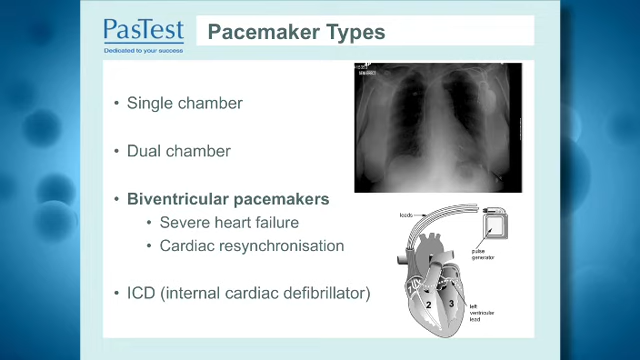 PasTest
Dedicated to your success
Pacemaker Types
• Single chamber
• Dual chamber
• Biventricular pacemakers
• Severe heart failure
• Cardiac resynchronisation
• ICD (internal cardiac defibrillator)
leads
pulse
generator
2
3
left
ventricular
lead